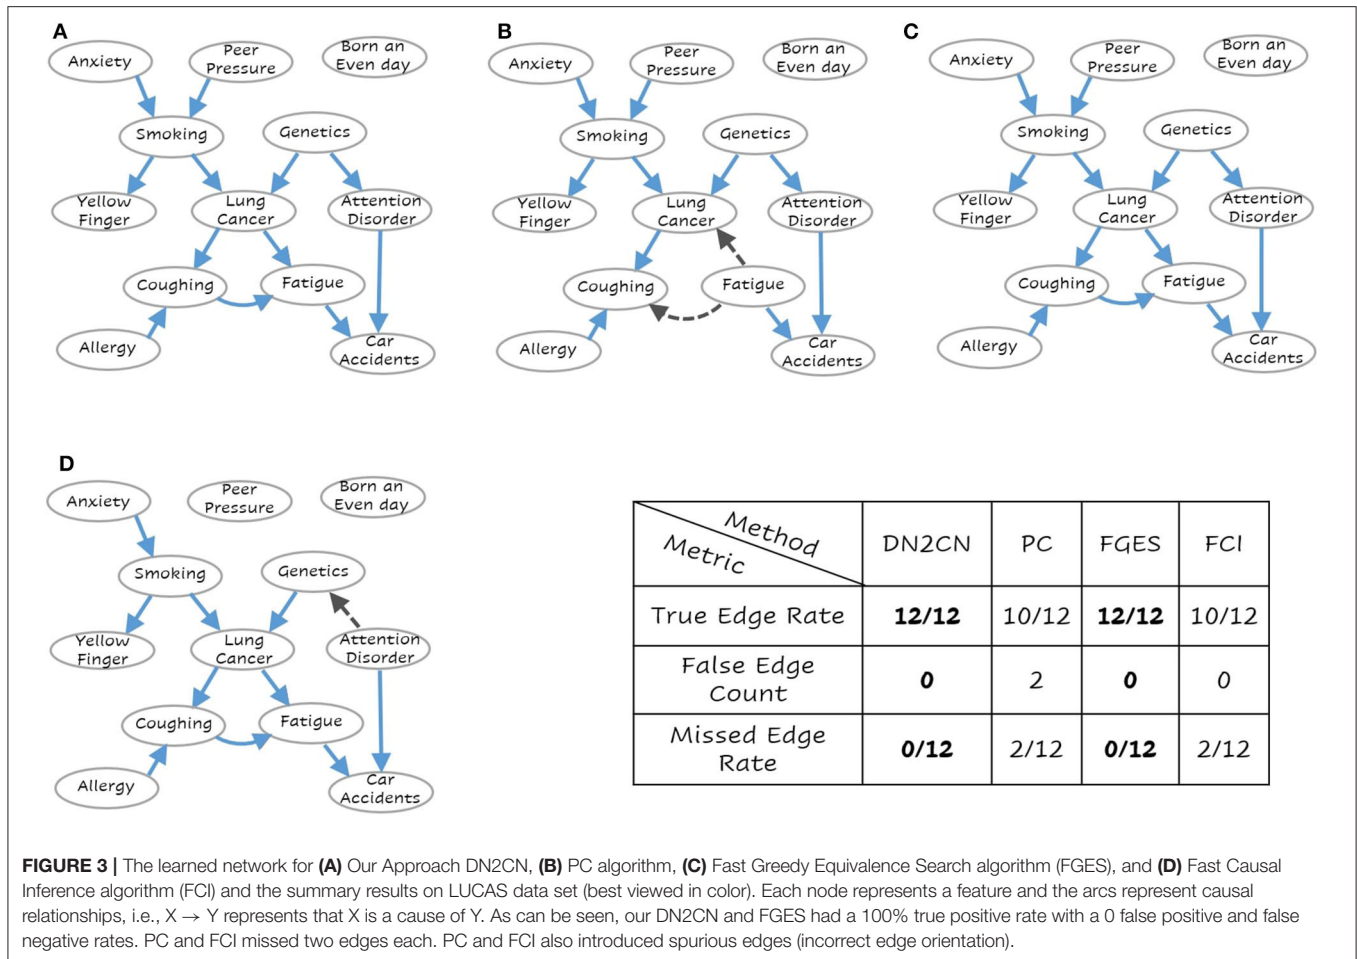 A
Anxiety
Peer
Pressure
Born an
Even day
Smoking
Genetics
Yellow
Finger
Lung
Cancer
Attention
Disorder
Coughing
Fatigue
Allergy
Car
Accidents
B
Anxiety
Peer
Pressure
Born an
Even day
Smoking
Genetics
Yellow
Finger
Lung
Cancer
Attention
Disorder
Coughing
Fatigue
Allergy
Car
Accidents
C
Anxiety
Peer
Pressure
Born an
Even day
Smoking
Genetics
Yellow
Finger
Lung
Cancer
Attention
Disorder
Coughing
Fatigue
Allergy
Car
Accidents
D
Anxiety
Peer
Pressure
Born an
Even day
Smoking
Genetics
Yellow
Finger
Lung
Cancer
Attention
Disorder
Coughing
Fatigue
Allergy
Car
Accidents
Method
Metric
DN2CN PC FGES FCI
True Edge Rate 12/12 10/12 12/12 10/12
False Edge
Count 0 2 0 0
Missed Edge
Rate 0/12 2/12 0/12 2/12
FIGURE 3 | The learned network for (A) Our Approach DN2CN, (B) PC algorithm, (C) Fast Greedy Equivalence Search algorithm (FGES), and (D) Fast Causal
Inference algorithm (FCI) and the summary results on LUCAS data set (best viewed in color). Each node represents a feature and the arcs represent causal
relationships, i.e., X → Y represents that X is a cause of Y. As can be seen, our DN2CN and FGES had a 100% true positive rate with a 0 false positive and false
negative rates. PC and FCI missed two edges each. PC and FCI also introduced spurious edges (incorrect edge orientation).